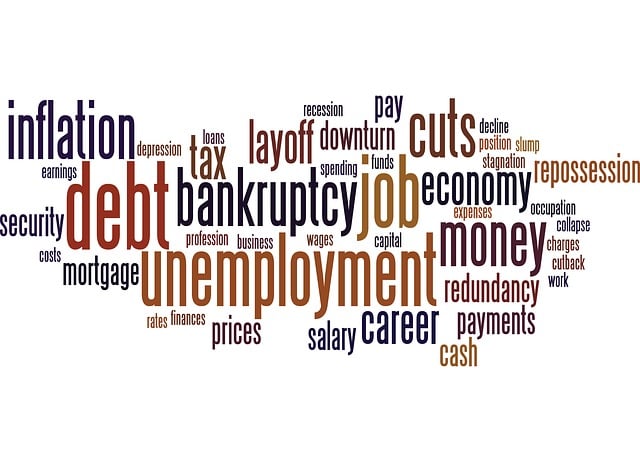 inflation
recession
pay
cuts
decline
depression
loans
tax
layoff
downturn
position
slump
stagnation
earnings
spending
funds
repossession
security
debt
bankruptcy
job
economy
expenses
occupation
collapse
costs
mortgage
profession
business
wages
capital
money
charges
cutback
work
unemployment
redundancy
rates
finances
prices
salary
career
payments
cash